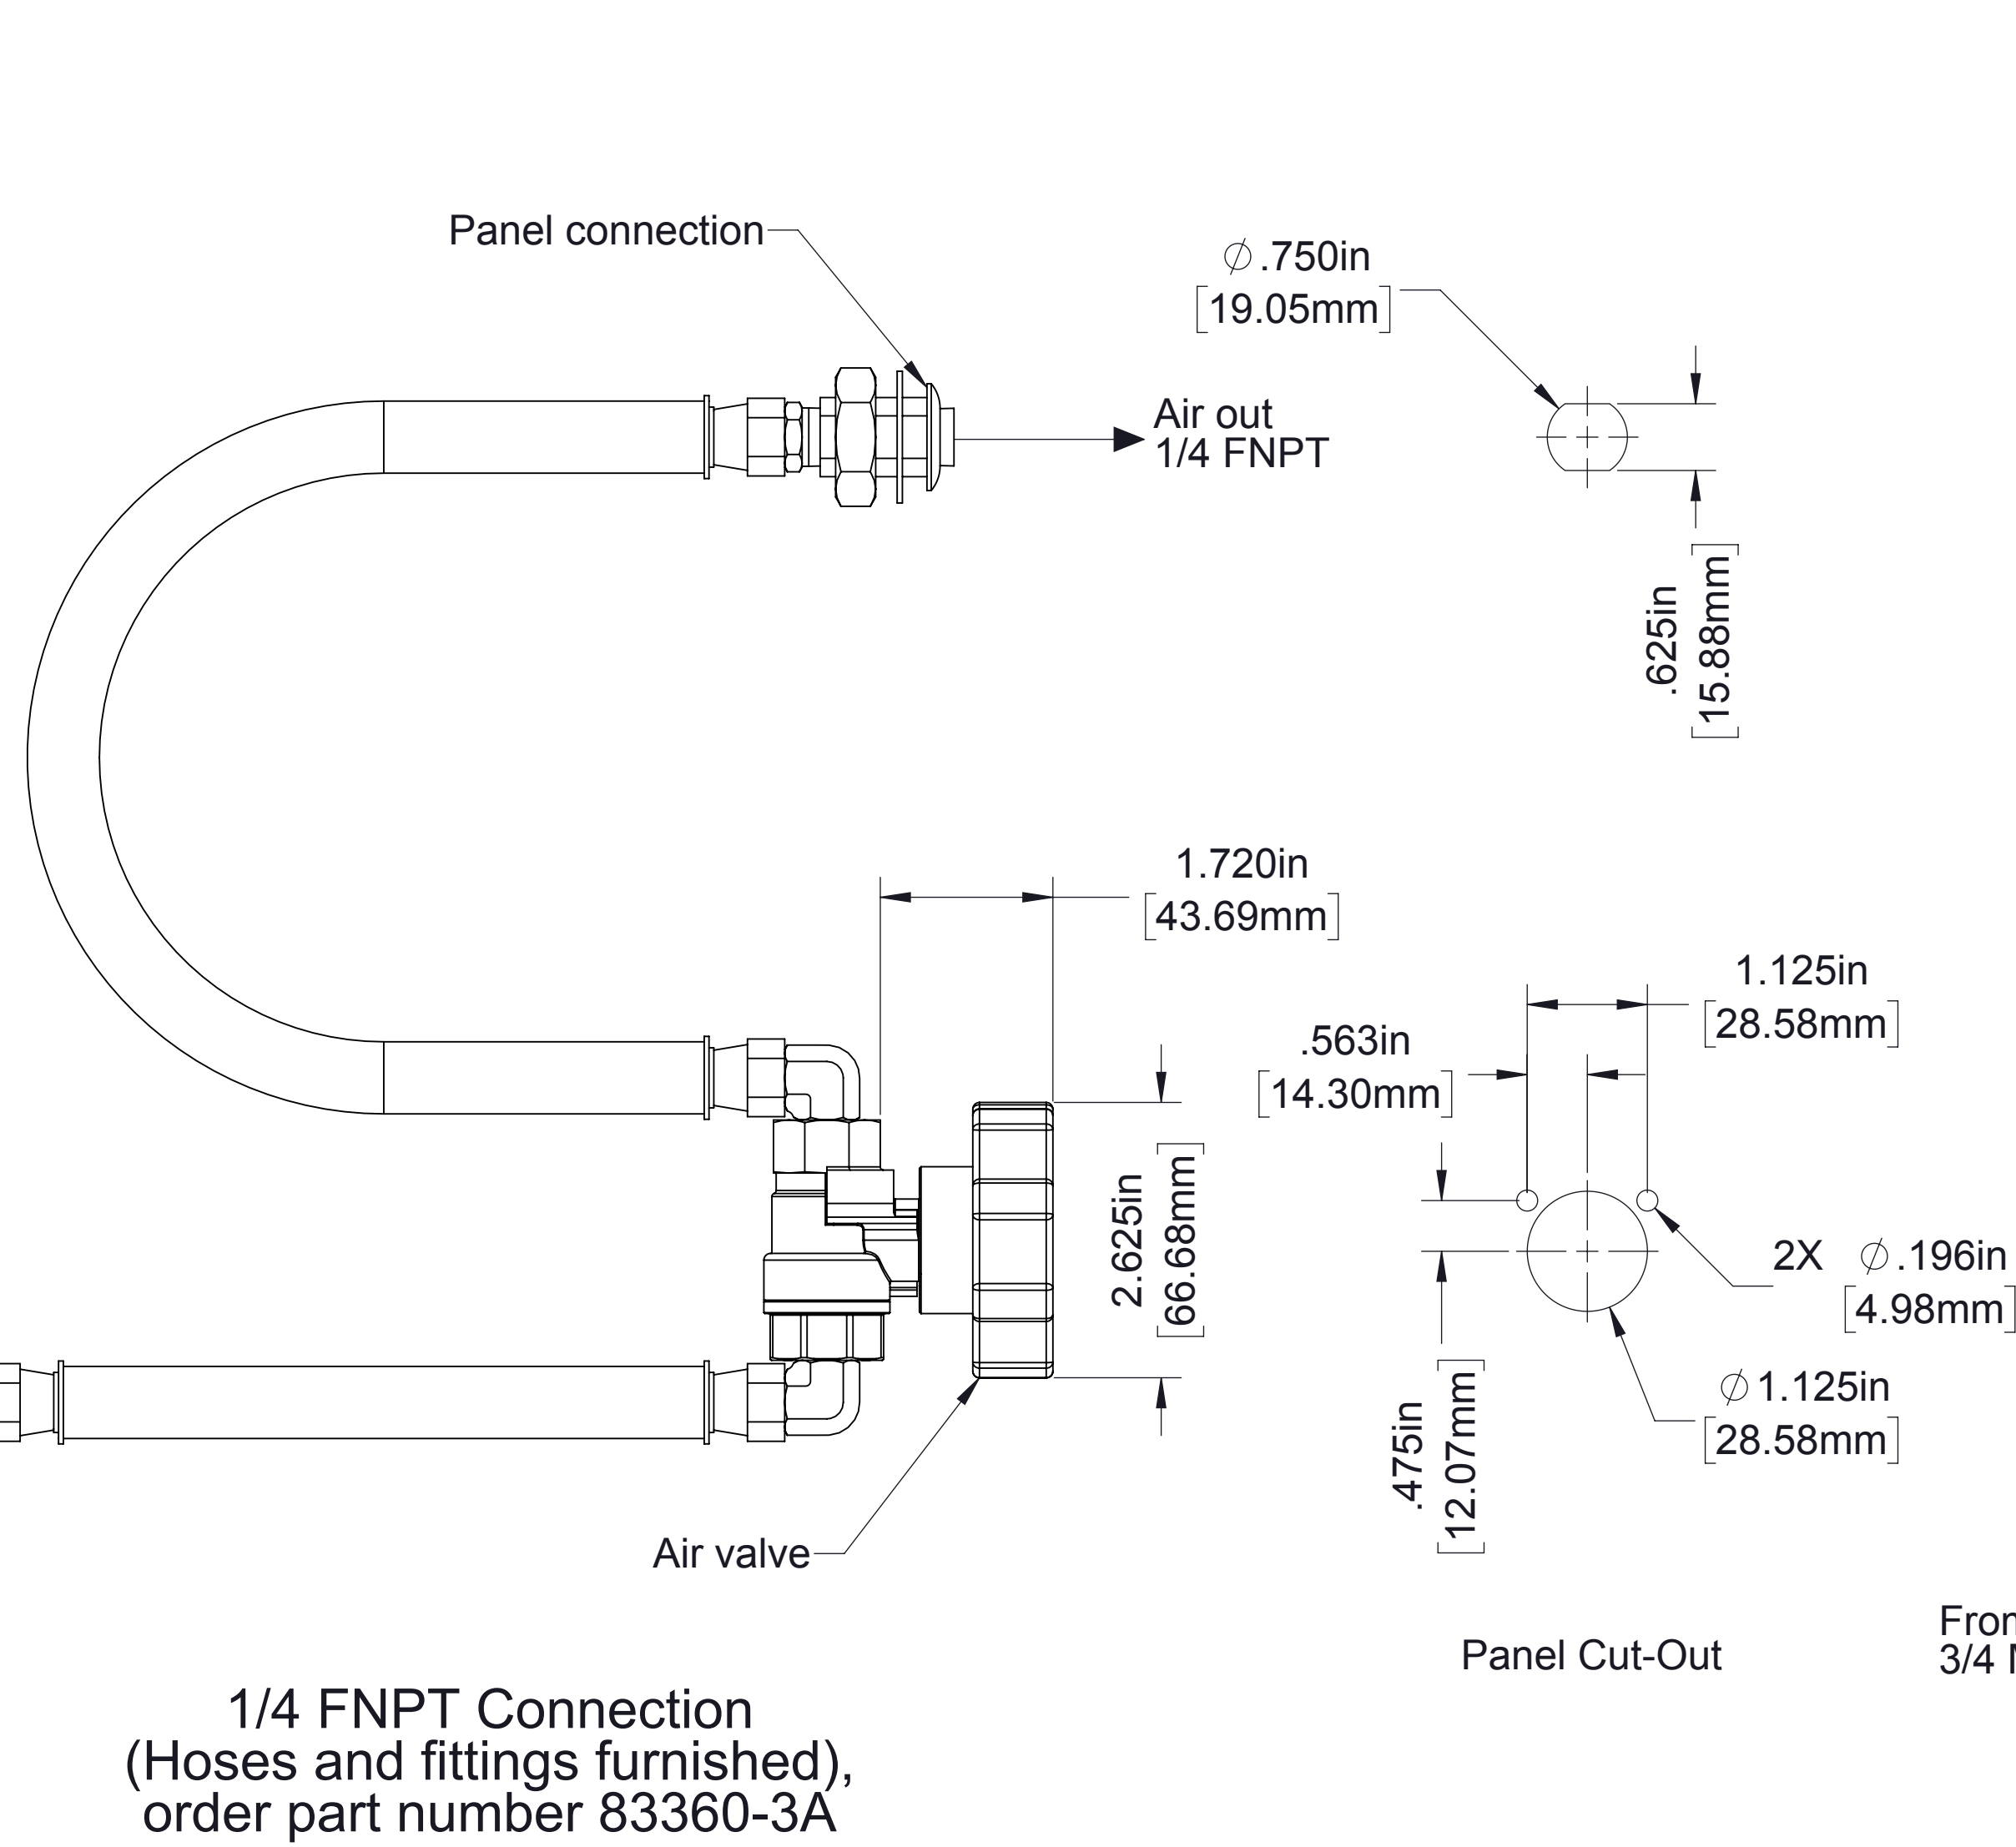 Panel connection
⌀ .750in
[19.05mm]
Air out
1/4 FNPT
.625in
[15.88mm]
1.720in
[43.69mm]
1.125in
[28.58mm]
.563in
[14.30mm]
2.625in
[66.68mm]
2X ⌀ .196in
[4.98mm]
⌀ 1.125in
[28.58mm]
.475in
[12.07mm]
Air valve
Panel Cut-Out
3/4
1/4 FNPT Connection
(Hoses and fittings furnished),
order part number 83360-3A